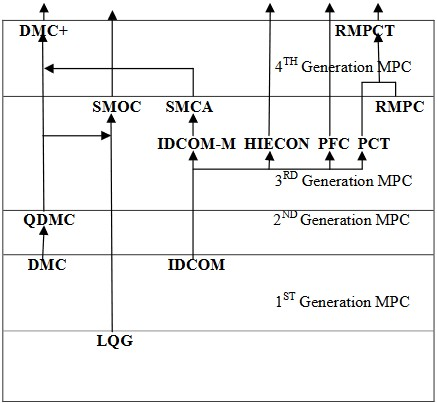 DMC+ RMPCT
4TH Generation MPC
SMOC SMCA RMPC
IDCOM-M HIECON PFC PCT
3RD Generation MPC
QDMC 2ND Generation MPC
DMC IDCOM
1ST Generation MPC
LQG